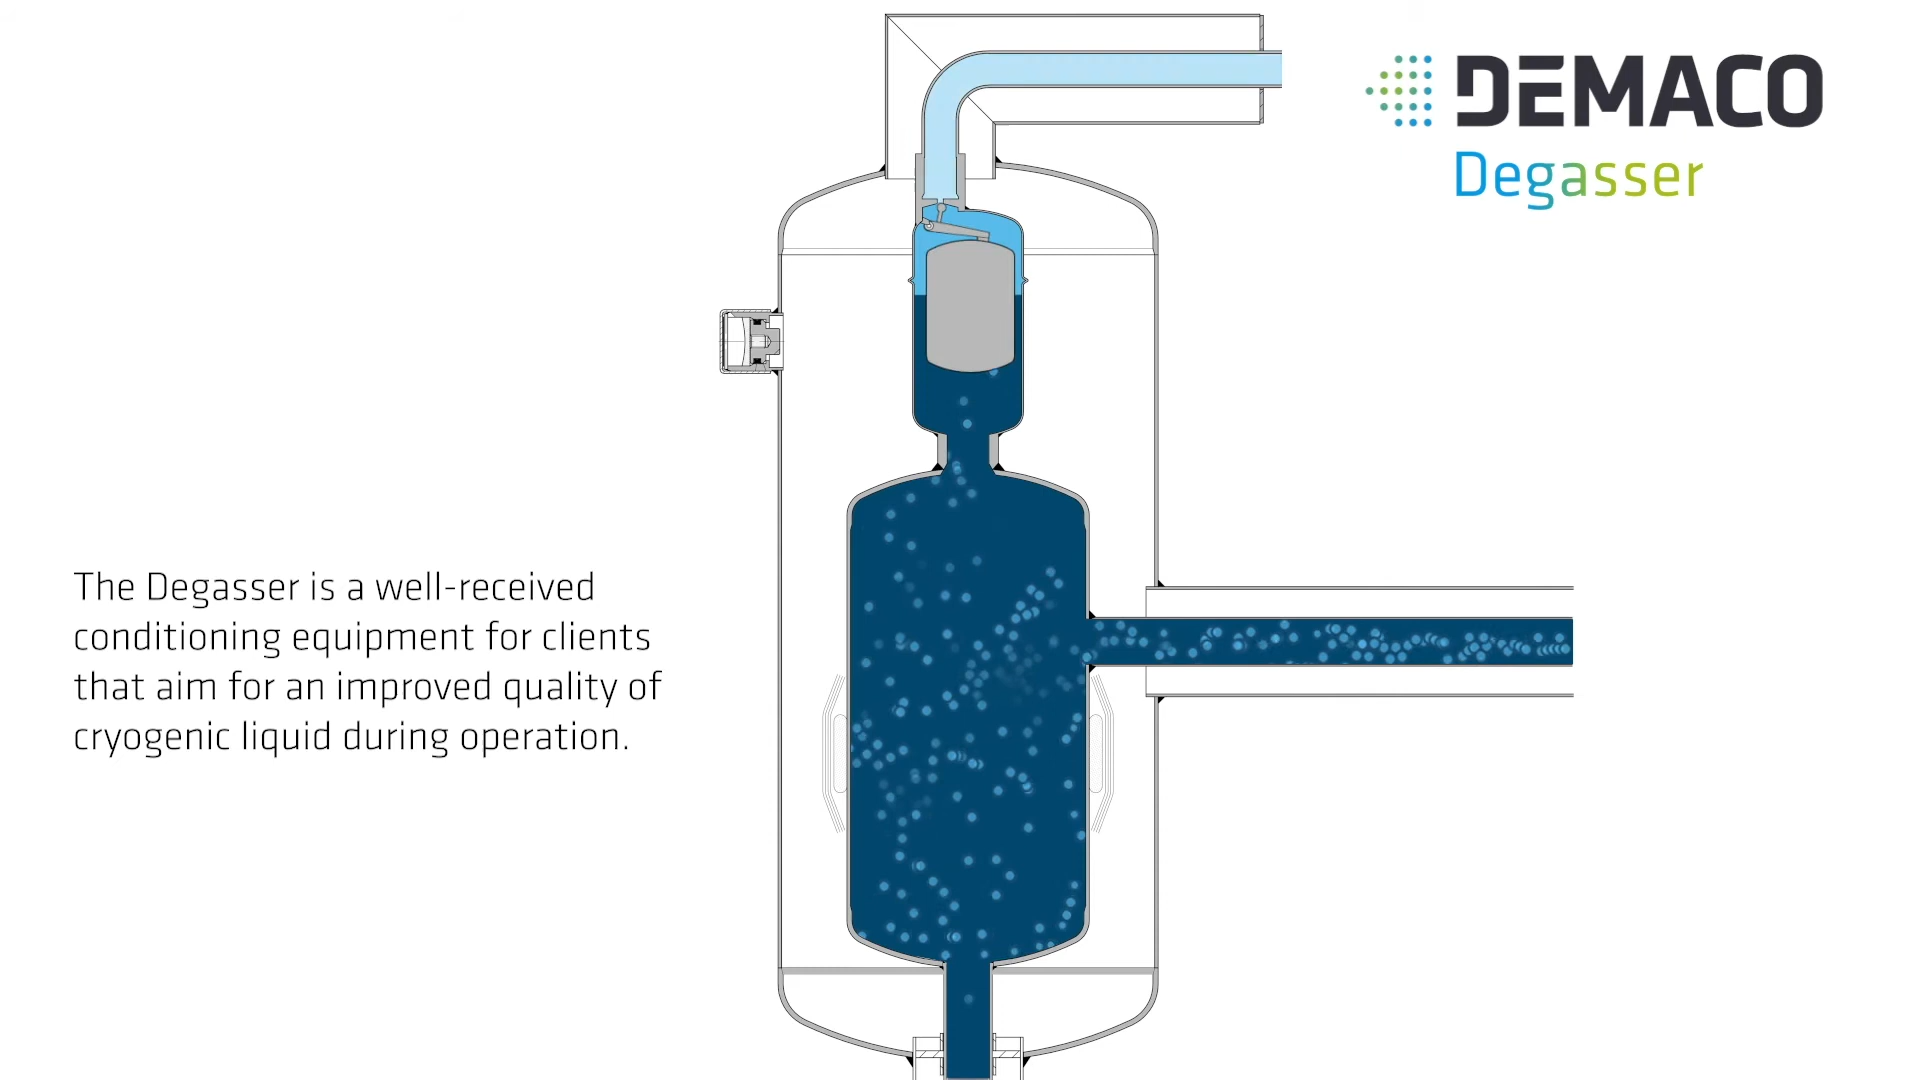 DEMACO
Degasser
The Degasser is a well-received
conditioning equipment for clients
that aim for an improved quality of
cryogenic liquid during operation.